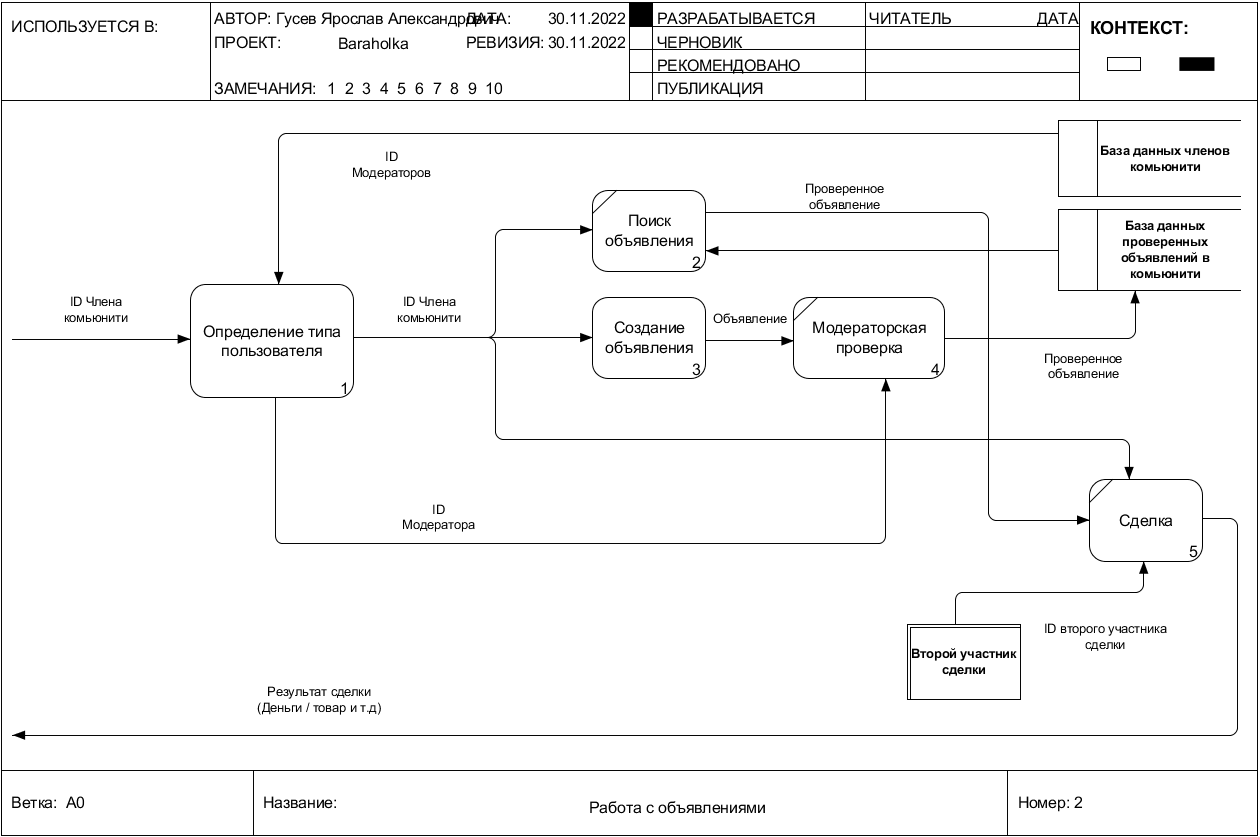 ИСПОЛЬЗУЕТСЯ В:
АВТОР: Гусев Ярослав Александрович
ДАТА: 30.11.2022
ПРОЕКТ: Baraholka
РЕВИЗИЯ: 30.11.2022
ЗАМЕЧАНИЯ: 1 2 3 4 5 6 7 8 9 10
РАЗРАБАТЫВАЕТСЯ
ЧЕРНОВИК
РЕКОМЕНДОВАНО
ПУБЛИКАЦИЯ
ЧИТАТЕЛЬ
ДАТА
КОНТЕКСТ:
База данных членов
комьюнити
ID
Модераторов
Проверенное
объявление
Поиск
объявления
2
База данных
проверенных
объявлений в
комьюнити
ID Члена
комьюнити
Определение типа
пользователя
1
ID Члена
комьюнити
Создание
объявления
3
Объявление
Модераторская
проверка
4
Проверенное
объявление
ID
Модератора
Сделка
5
Второй участник
сделки
ID второго участника
сделки
Результат сделки
(Деньги / товар и т.д)
Ветка: A0
Название:
Работа с объявлениями
Номер: 2